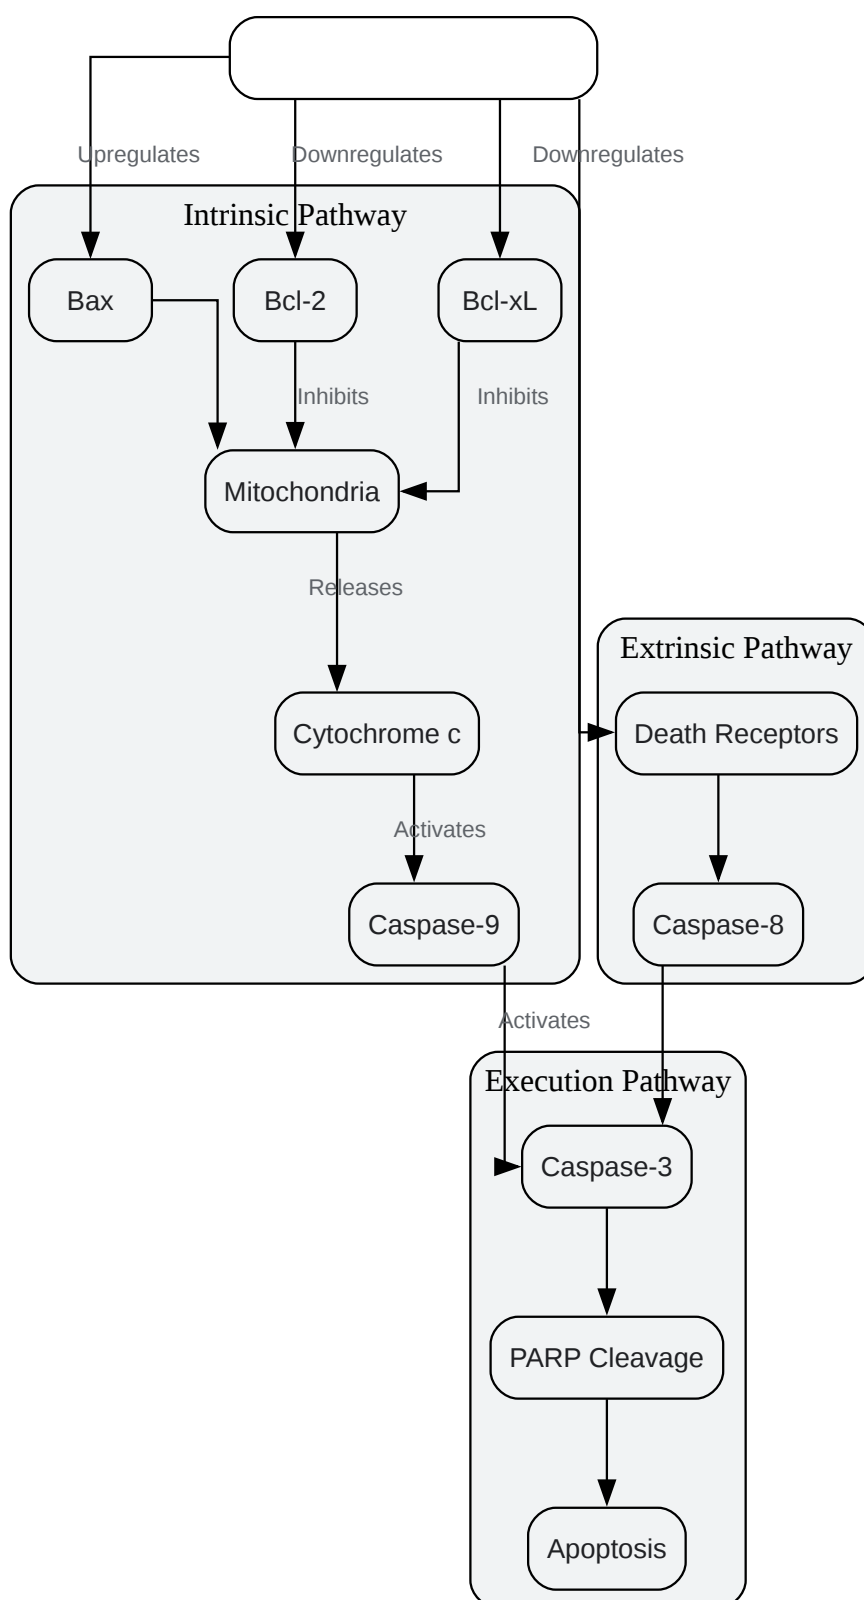 Upregulates
Downregulates
Downregulates
Intrinsic Pathway
Bax
Bcl-2
Bcl-xL
Inhibits
Inhibits
Mitochondria
Releases
Extrinsic Pathway
Cytochrome c
Death Receptors
Activates
Caspase-9
Caspase-8
Activates
Execution Pathway
Caspase-3
PARP Cleavage
Apoptosis